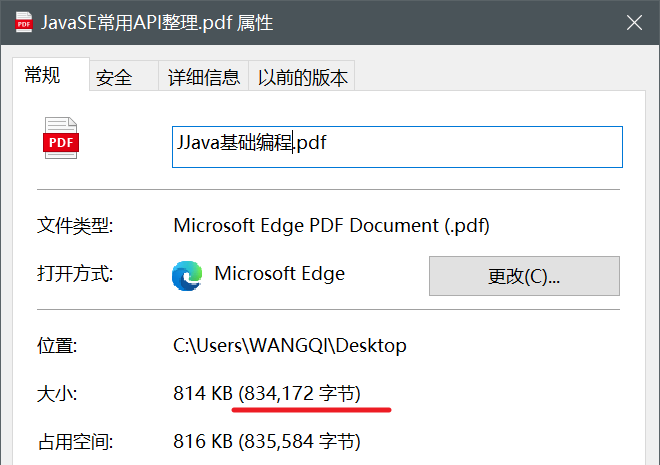 JavaSE常用API整理.pdf 属性
常规 安全 详细信息 以前的版本
PDF JJava基础编程.pdf
文件类型: Microsoft Edge PDF Document (.pdf)
打开方式: Microsoft Edge 更改(C)...
位置: C:\Users\WANGQI\Desktop
大小: 814 KB (834,172 字节)
占用空间: 816 KB (835,584 字节)